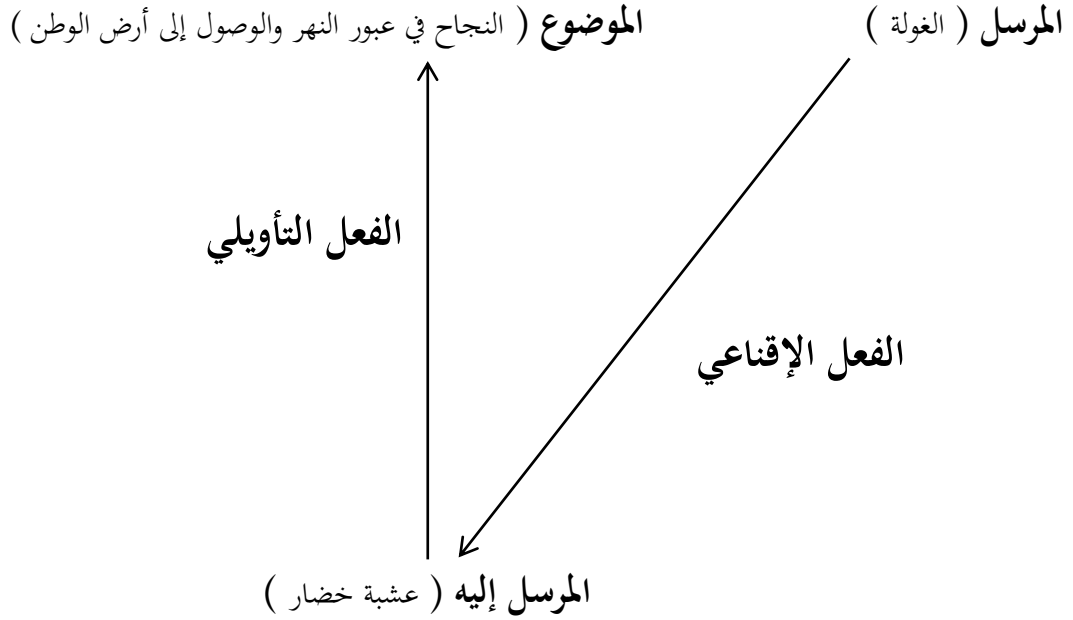 المرسل ( الغولة )
الموضوع ( النجاح في عبور النهر والوصول إلى أرض الوطن )
الفعل التأويلي
الفعل الإقناعي
المرسل إليه ( عشبة خضار )